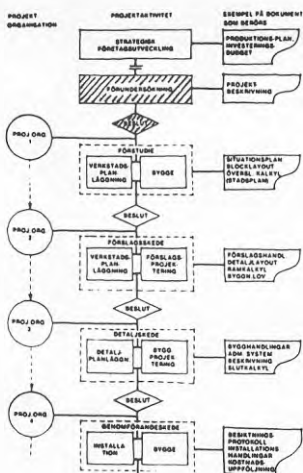 PROJEKT
ORGANISATION
PROJEKTAKTIVITET
EXEMPEL PÅ DOKUMENT
SOM BEHÖVS
STRATEGISK
FÖRETAGSUTVECKLING
PRODUKTIONS-PLAN.
INVESTERINGS-
BUDGET
FÖRUNDERSÖKNING
PROJEKT-
BESKRIVNING
BESLUT
PROJ ORG
1
FÖRSTUDIE
VERKSTADS-
PLAN
LÄGGNING
BYGGE
SITUATIONSPLAN
BLOCKLAYOUT
ÖVERSL. KALKYL
(STADSPLAN)
BESLUT
PROJ ORG
2
FÖRSLAGSSKEDE
VERKSTADS-
PLAN-
LÄGGNING
FÖRSLAGS-
PROJEK-
TERING
FÖRSLAGSHANDL
DETALJLAYOUT
RAMKALKYL
BYGGN.LOV
BESLUT
PROJ ORG
3
DETALJSKEDE
DETALJ-
PLANLÄGGN.
BYGG
PROJEK-
TERING
BYGGHANDLINGAR
ADM SYSTEM
BESKRIVNING
SLUTKALKYL
BESLUT
PROJ ORG
4
GENOMFÖRANDESKEDE
INSTALLA
TION
BYGGE
BESIKTNINGS-
PROTOKOLL
INSTALLATIONS
HANDLINGAR
KOSTNADS-
UPPFÖLJNING